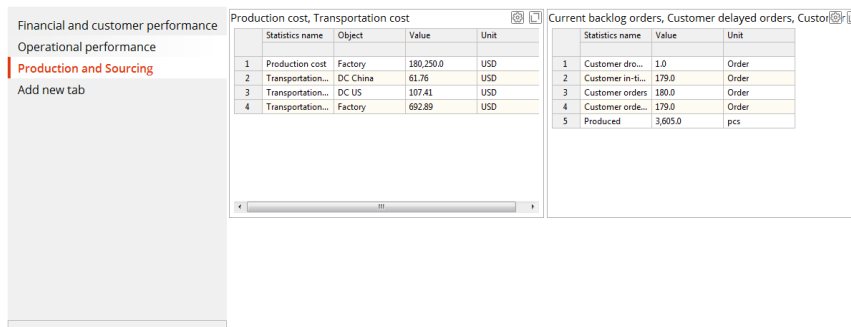 Financial and customer performance
Operational performance
Production and Sourcing
Add new tab
Production cost, Transportation cost
Statistics name Object Value Unit
1 Production cost Factory 180,250.0 USD
2 Transportation... DC China 61.76 USD
3 Transportation... DC US 107.41 USD
4 Transportation... Factory 692.89 USD
Current backlog orders, Customer delayed orders, Custom
Statistics name Value Unit
1 Customer dro... 1.0 Order
2 Customer in-ti... 179.0 Order
3 Customer orders 180.0 Order
4 Customer orde... 179.0 Order
5 Produced 3,605.0 pcs